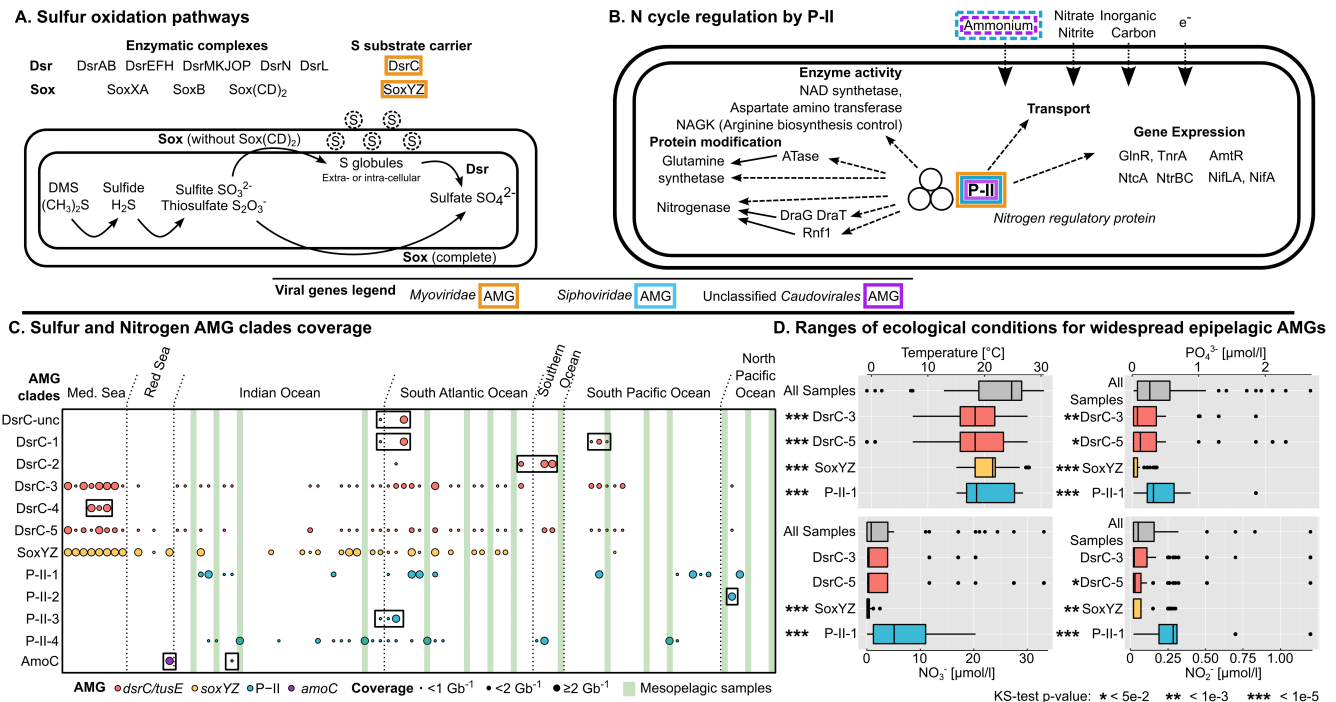 A. Sulfur oxidation pathways
Enzymatic complexes
S substrate carrier
Dsr DsrAB DsrEFH DsrMKJOP DsrN DsrL DsrC
Sox SoxXA SoxB Sox(CD)2 SoxYZ
S S
S S S
Sox (without Sox(CD)2)
S globules
Extra- or intra-cellular
Dsr
DMS
(CH3)2S
Sulfide
H2S
Sulfite SO3^2-
Thiosulfate S2O3^-
Sulfate SO4^2-
Sox (complete)
B. N cycle regulation by P-II
Ammonium
Nitrate
Nitrite
Inorganic
Carbon
e-
Enzyme activity
NAD synthetase,
Aspartate amino transferase
NAGK (Arginine biosynthesis control)
Protein modification
Glutamine
synthetase
ATase
Nitrogenase
DraG DraT
Rnf1
P-II
Nitrogen regulatory protein
Transport
Gene Expression
GlnR, TnrA AmtR
NtcA NtrBC NifLA, NifA
Viral genes legend Myoviridae AMG Siphoviridae AMG Unclassified Caudovirales AMG
C. Sulfur and Nitrogen AMG clades coverage
AMG
clades
Med. Sea
Red Sea
Indian Ocean
South Atlantic Ocean
Southern
Ocean
South Pacific Ocean
North
Pacific
Ocean
DsrC-unc
DsrC-1
DsrC-2
DsrC-3
DsrC-4
DsrC-5
SoxYZ
P-II-1
P-II-2
P-II-3
P-II-4
AmoC
AMG dsrC/tusE soxYZ P-II amoC Coverage <1 Gb-1 <2 Gb-1 ≥2 Gb-1 Mesopelagic samples
D. Ranges of ecological conditions for widespread epipelagic AMGs
Temperature [°C]
0 10 20 30
All Samples
*** DsrC-3
*** DsrC-5
*** SoxYZ
*** P-II-1
PO4^3- [µmol/l]
0 1 2
All
Samples
** DsrC-3
* DsrC-5
*** SoxYZ
*** P-II-1
All Samples
DsrC-3
DsrC-5
*** SoxYZ
*** P-II-1
0 10 20 30
NO3^- [µmol/l]
All
Samples
DsrC-3
* DsrC-5
** SoxYZ
*** P-II-1
0 0.25 0.50 0.75 1.00
NO2^- [µmol/l]
KS-test p-value: * < 5e-2 ** < 1e-3 *** < 1e-5